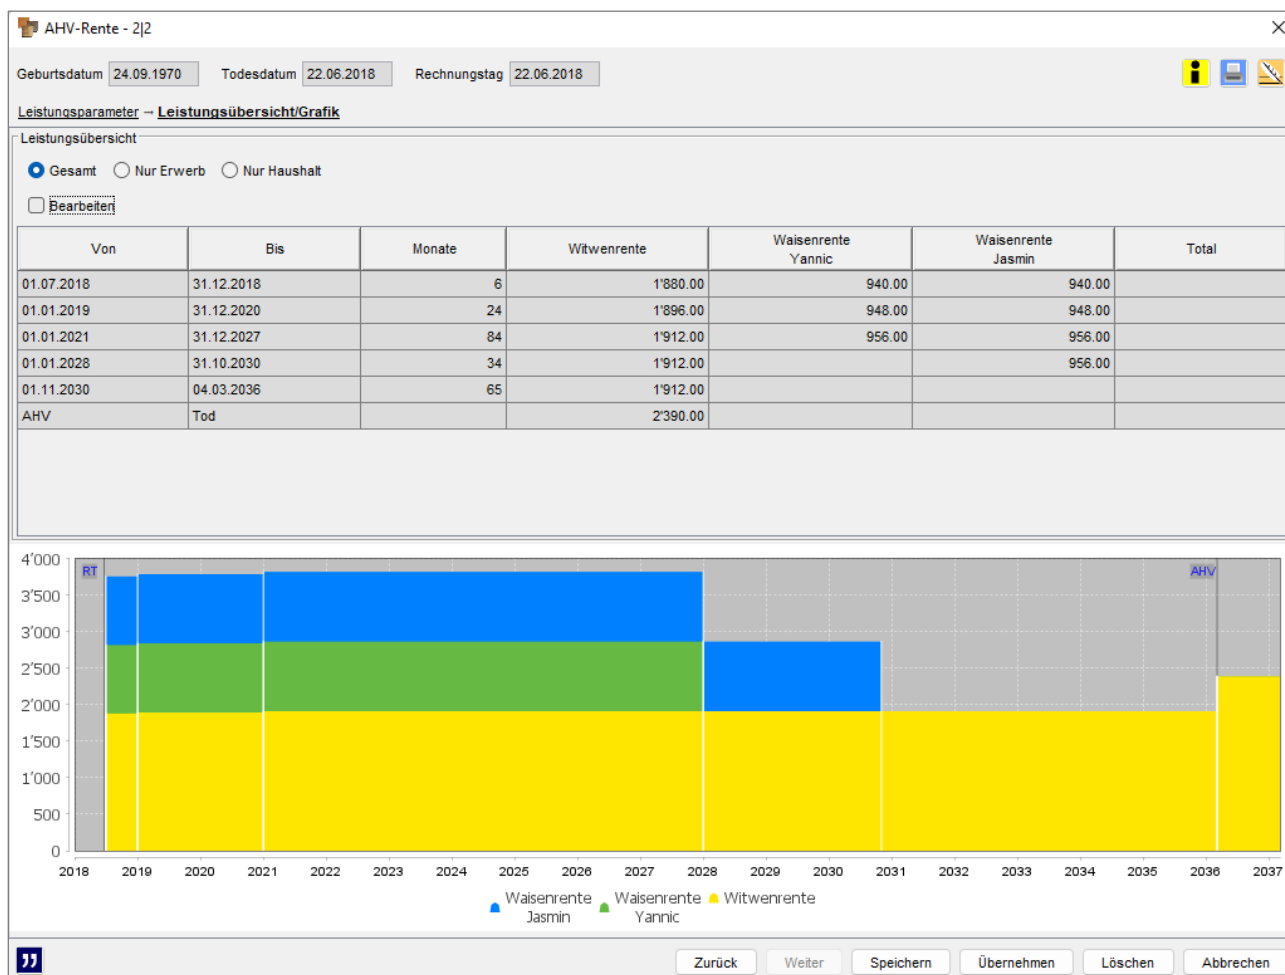 AHV-Rente - 2|2
Geburtsdatum 24.09.1970 Todesdatum 22.06.2018 Rechnungstag 22.06.2018
Leistungsparameter → Leistungsübersicht/Grafik
Leistungsübersicht
Gesamt Nur Erwerb Nur Haushalt
Bearbeiten
Von Bis Monate Witwenrente Waisenrente Yannic Waisenrente Jasmin Total
01.07.2018 31.12.2018 6 1'880.00 940.00 940.00
01.01.2019 31.12.2020 24 1'896.00 948.00 948.00
01.01.2021 31.12.2027 84 1'912.00 956.00 956.00
01.01.2028 31.10.2030 34 1'912.00 956.00
01.11.2030 04.03.2036 65 1'912.00
AHV Tod 2'390.00
4'000
RT AHV
3'500
3'000
2'500
2'000
1'500
1'000
500
0
2018 2019 2020 2021 2022 2023 2024 2025 2026 2027 2028 2029 2030 2031 2032 2033 2034 2035 2036 2037
Waisenrente Jasmin Waisenrente Yannic Witwenrente
Zurück Weiter Speichern Übernehmen Löschen Abbrechen